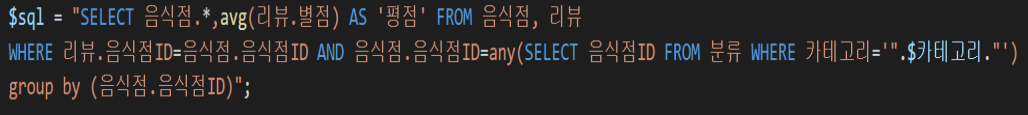 $sql = "SELECT 음식점.*,avg(리뷰.별점) AS '평점' FROM 음식점, 리뷰
WHERE 리뷰.음식점ID=음식점.음식점ID AND 음식점.음식점ID=any(SELECT 음식점ID FROM 분류 WHERE 카테고리='".$카테고리."')
group by (음식점.음식점ID)";